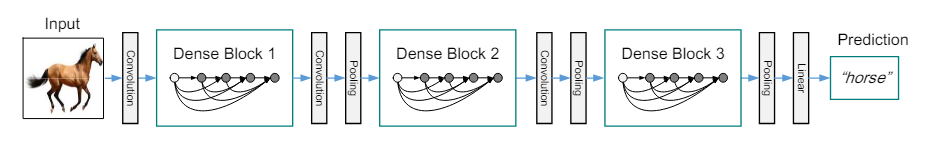 Input
Convolution
Dense Block 1
Convolution
Pooling
Dense Block 2
Convolution
Pooling
Dense Block 3
Pooling
Linear
Prediction
“horse”